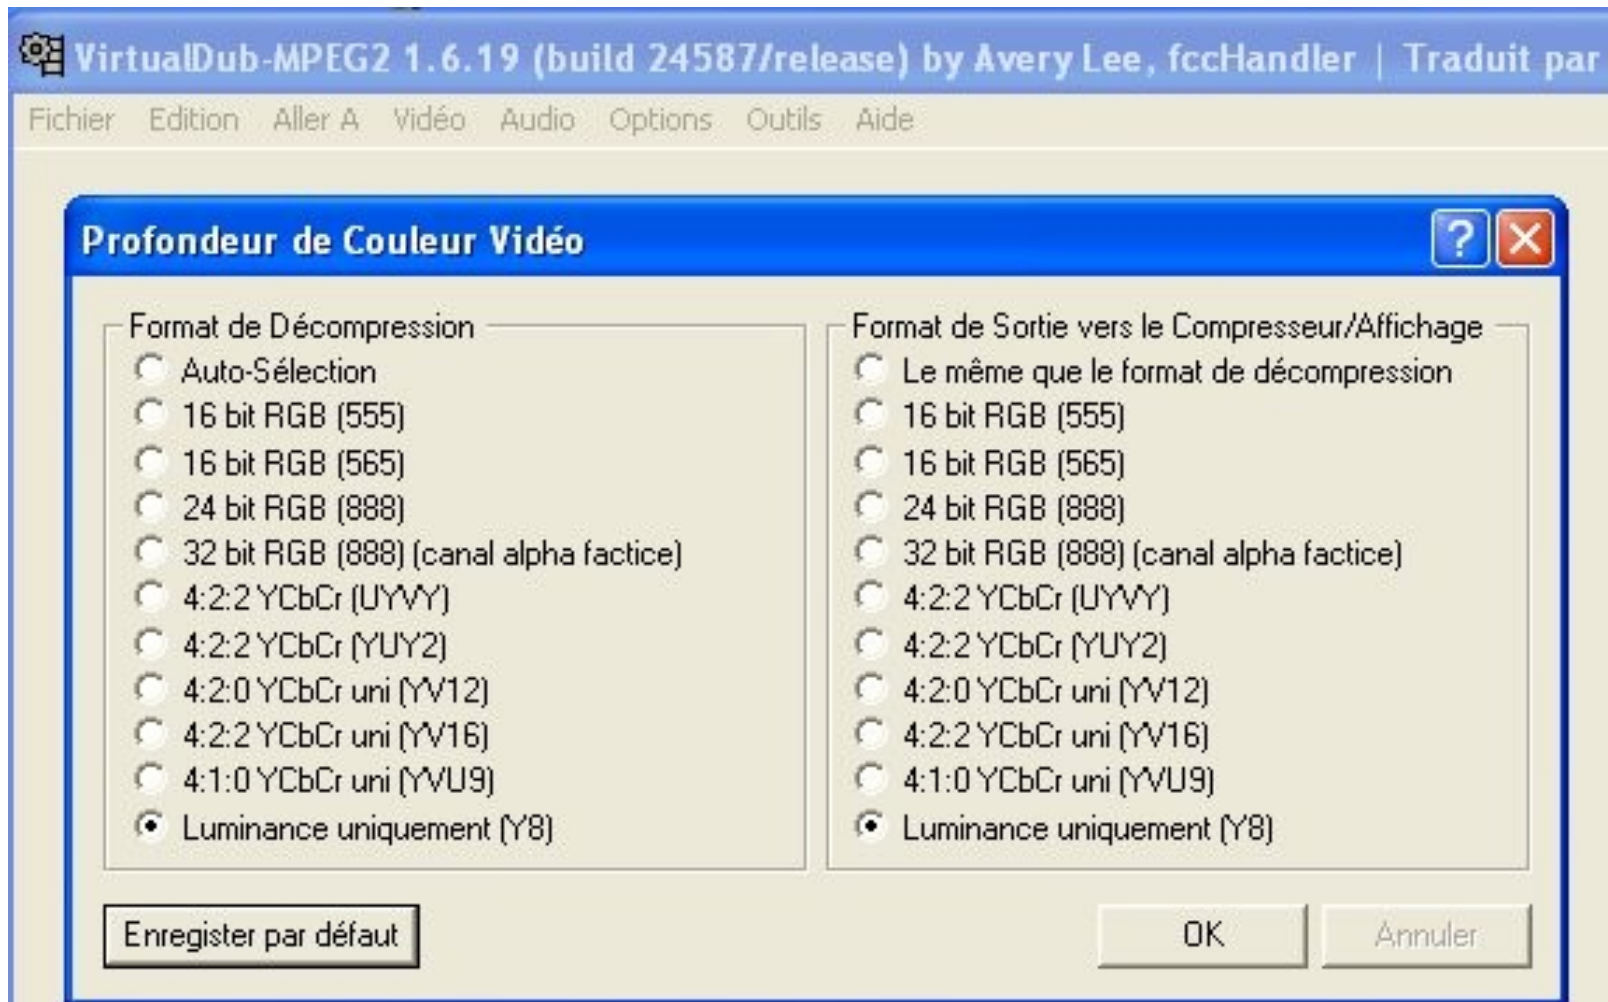 VirtualDub-MPEG2 1.6.19 (build 24587/release) by Avery Lee, fccHandler | Traduit par
Fichier Edition Aller A Vidéo Audio Options Outils Aide
Profondeur de Couleur Vidéo
Format de Décompression
Auto-Sélection
16 bit RGB (555)
16 bit RGB (565)
24 bit RGB (888)
32 bit RGB (888) (canal alpha factice)
4:2:2 YCbCr (UYVY)
4:2:2 YCbCr (YUY2)
4:2:0 YCbCr uni (YV12)
4:2:2 YCbCr uni (YV16)
4:1:0 YCbCr uni (YVU9)
Luminance uniquement (Y8)
Format de Sortie vers le Compresseur/Affichage
Le même que le format de décompression
16 bit RGB (555)
16 bit RGB (565)
24 bit RGB (888)
32 bit RGB (888) (canal alpha factice)
4:2:2 YCbCr (UYVY)
4:2:2 YCbCr (YUY2)
4:2:0 YCbCr uni (YV12)
4:2:2 YCbCr uni (YV16)
4:1:0 YCbCr uni (YVU9)
Luminance uniquement (Y8)
Enregister par défaut
OK
Annuler